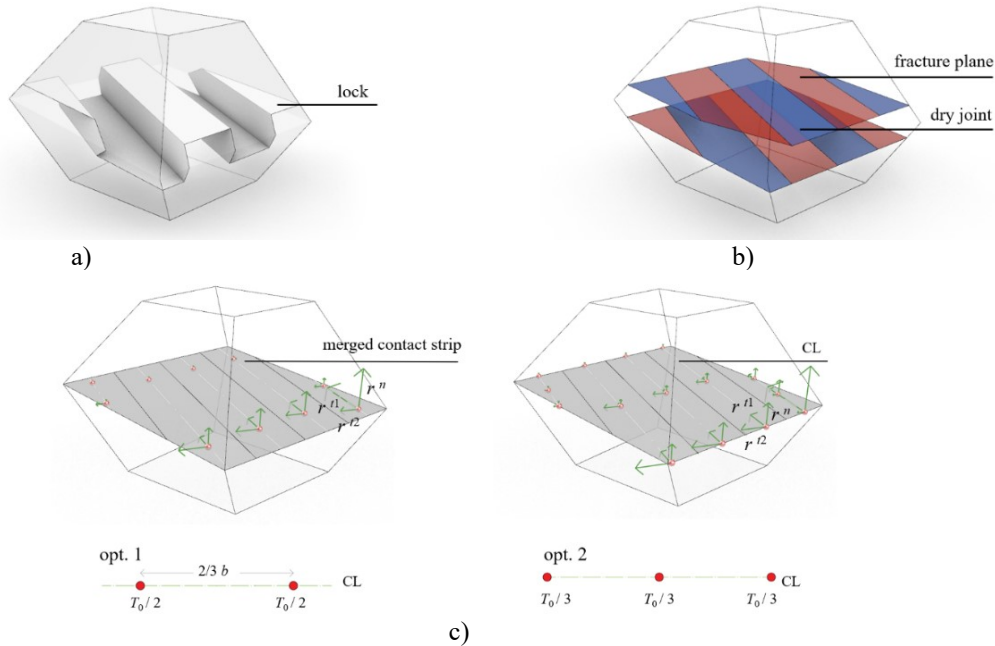 lock
fracture plane
dry joint
a)
b)
merged contact strip
r n
r t1
r t2
CL
r t1
r n
r t2
opt. 1
2/3 b
CL
T0 / 2
T0 / 2
opt. 2
CL
T0 / 3
T0 / 3
T0 / 3
c)